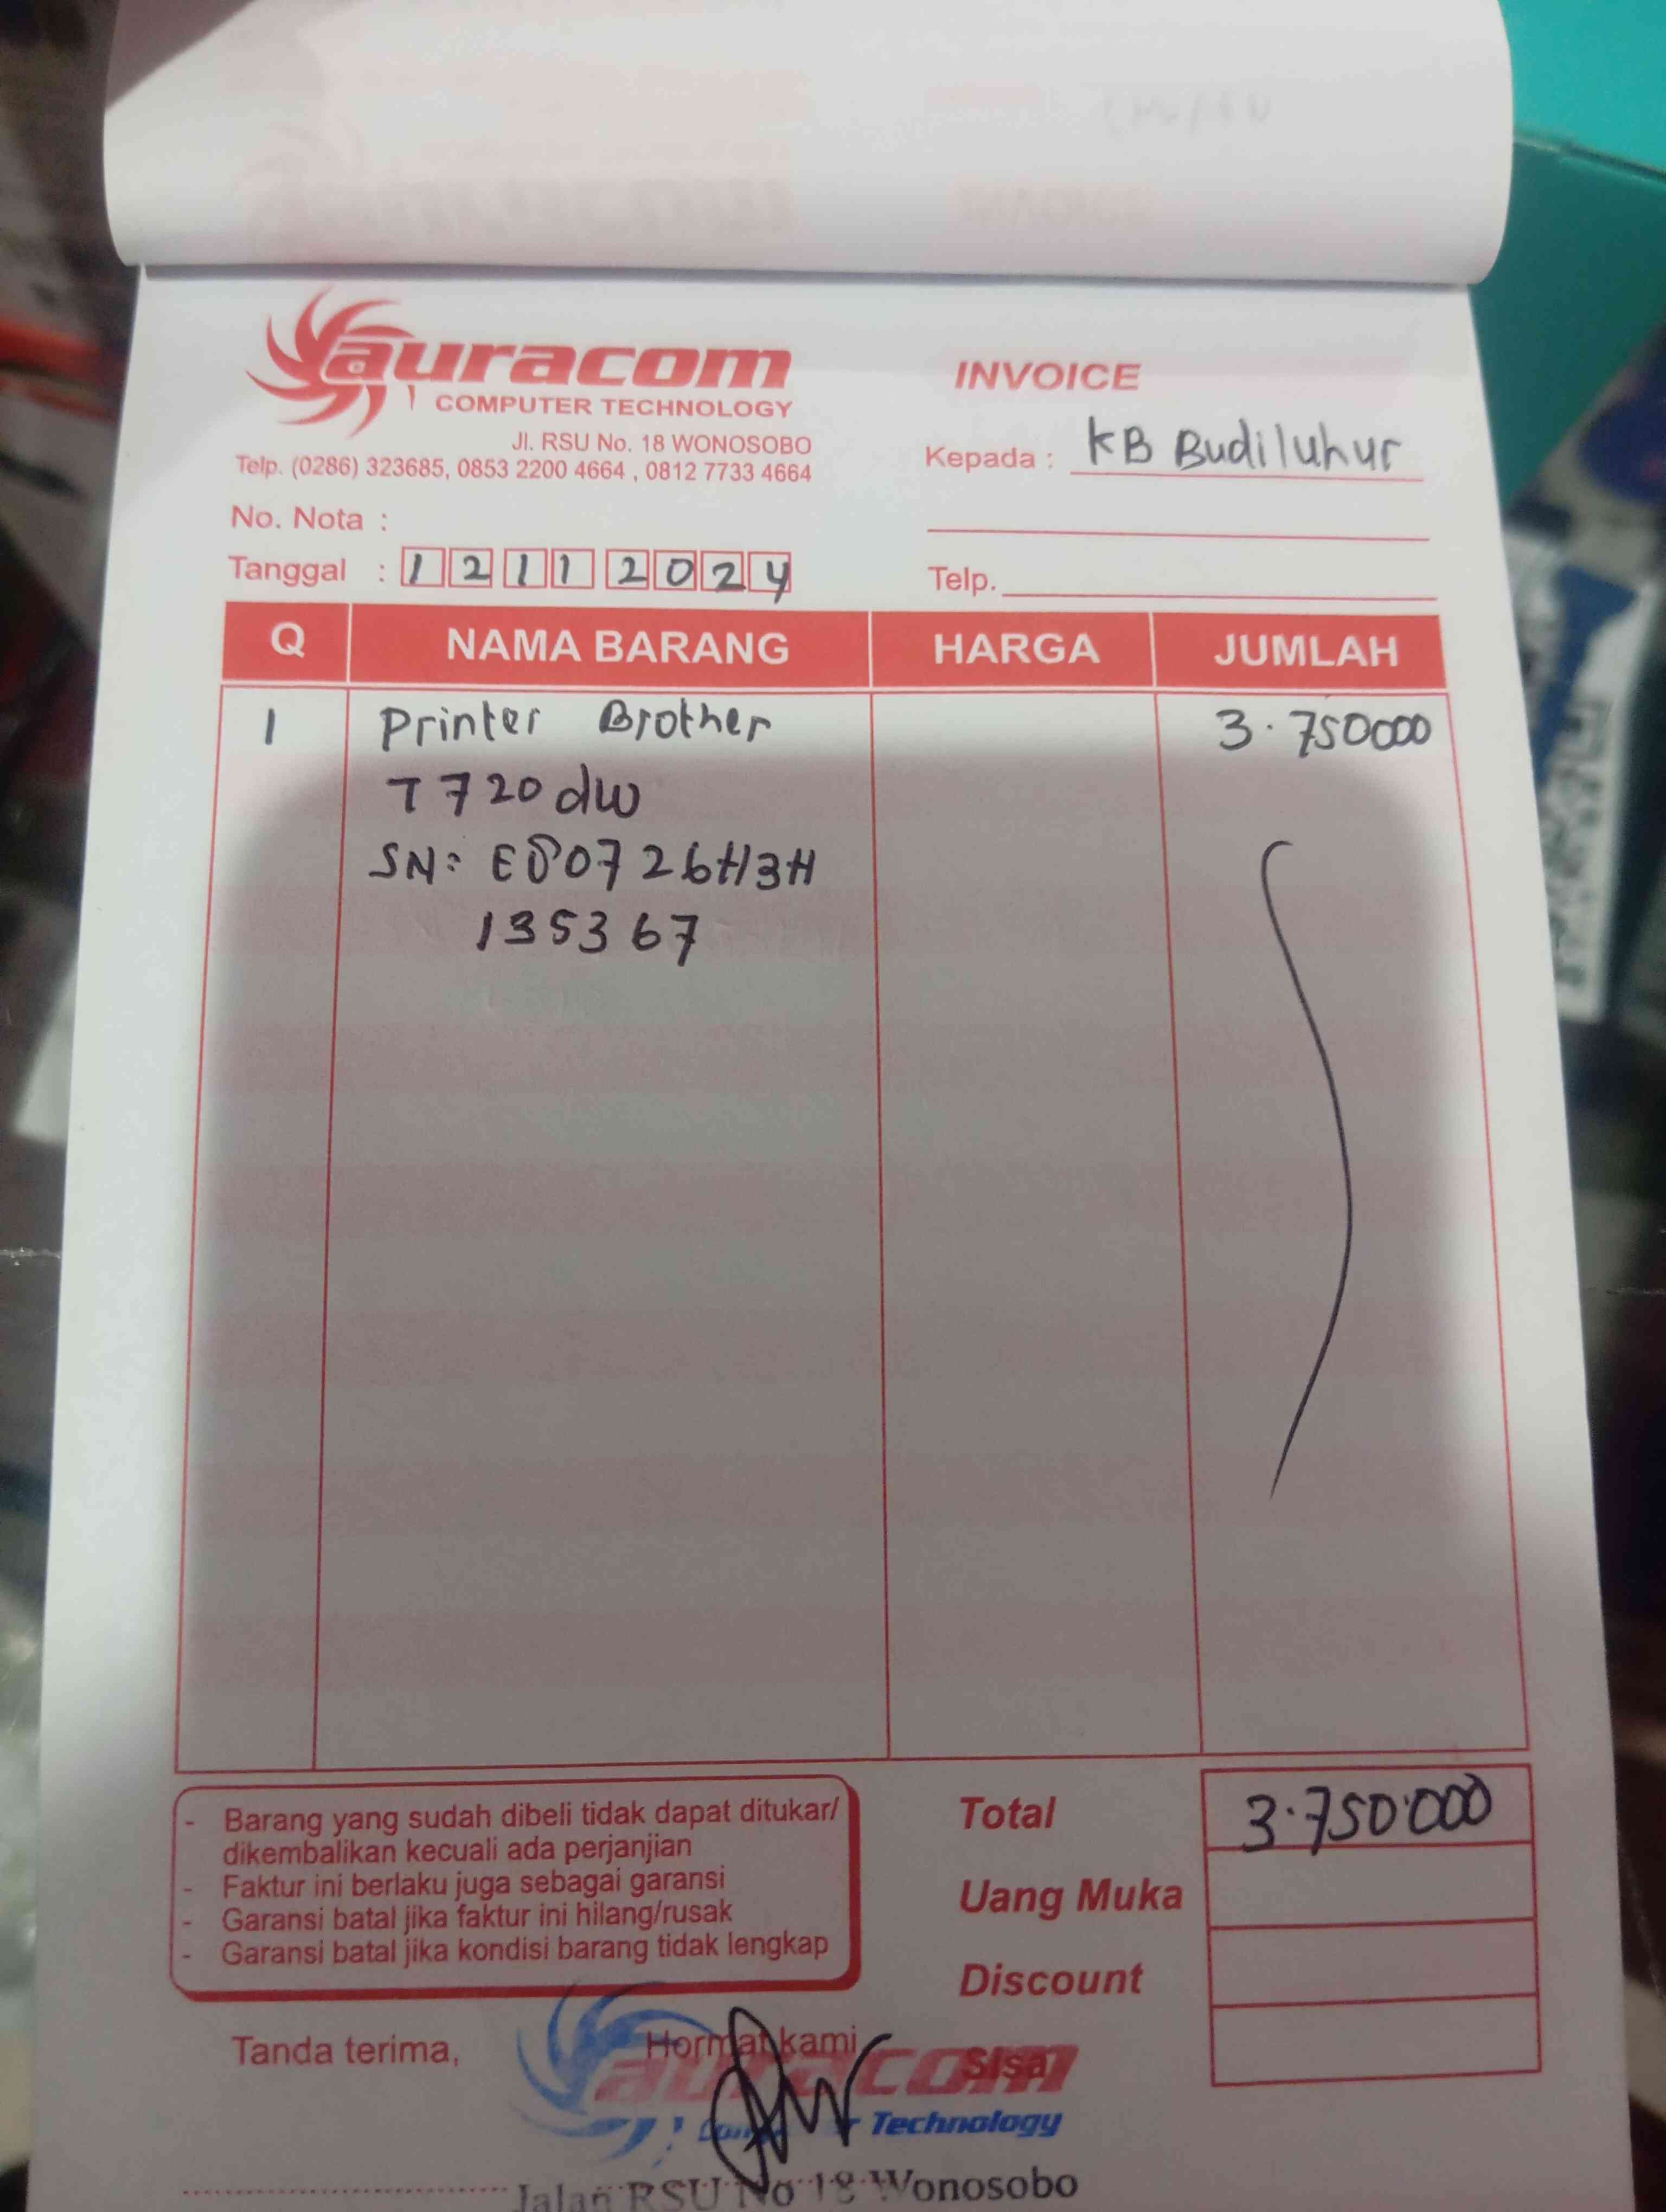 auracom
COMPUTER TECHNOLOGY
Jl. RSU No. 18 WONOSOBO
Telp. (0286) 323685, 0853 2200 4664 , 0812 7733 4664
INVOICE
Kepada : KB Budiluhur
No. Nota :
Tanggal : 12 11 2024
Telp.
Q NAMA BARANG HARGA JUMLAH
1 Printer Brother 3.750000
T720dw
SN: E80726H3H
135367
- Barang yang sudah dibeli tidak dapat ditukar/
dikembalikan kecuali ada perjanjian
- Faktur ini berlaku juga sebagai garansi
- Garansi batal jika faktur ini hilang/rusak
- Garansi batal jika kondisi barang tidak lengkap
Total 3.750.000
Uang Muka
Discount
Sisa
Tanda terima,
Hormat kami
auracom
Technology
Jalan RSU No 18 Wonosobo